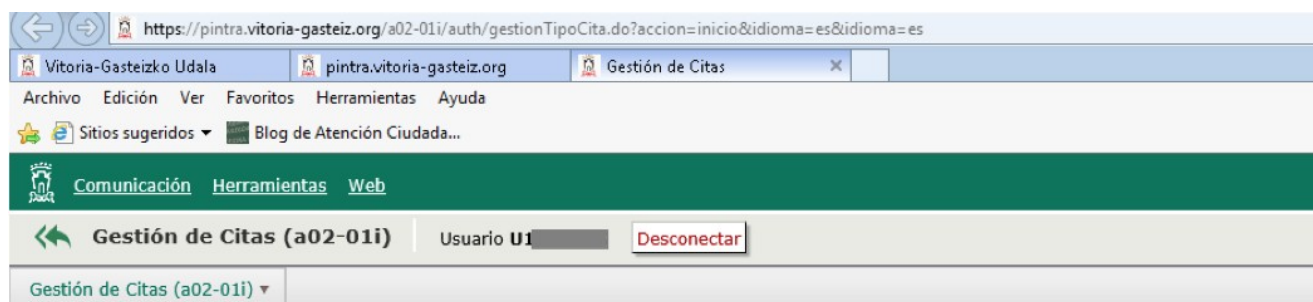 https://pintra.vitoria-gasteiz.org/a02-01i/auth/gestionTipoCita.do?accion=inicio&idioma=es&idioma=es
Vitoria-Gasteizko Udala pintra.vitoria-gasteiz.org Gestión de Citas
Archivo Edición Ver Favoritos Herramientas Ayuda
Sitios sugeridos Blog de Atención Ciudada...
Comunicación Herramientas Web
Gestión de Citas (a02-01i) Usuario U1 Desconectar
Gestión de Citas (a02-01i)